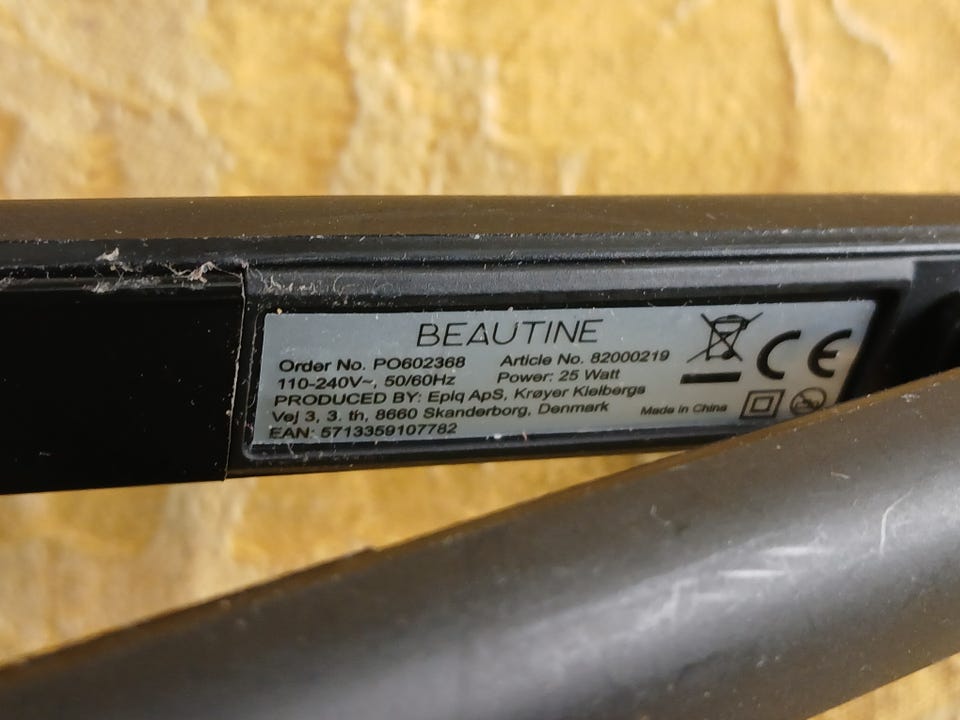 BEAUTINE
Order No. PO602368 Article No. 82000219
110-240V~, 50/60Hz Power: 25 Watt
PRODUCED BY: Epiq ApS, Krøyer Kielbergs
Vej 3, 3. th, 8660 Skanderborg, Denmark Made in China
EAN: 5713359107782
CE